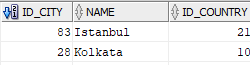 ID_CITY NAME ID_COUNTRY
83 Istanbul 21
28 Kolkata 10